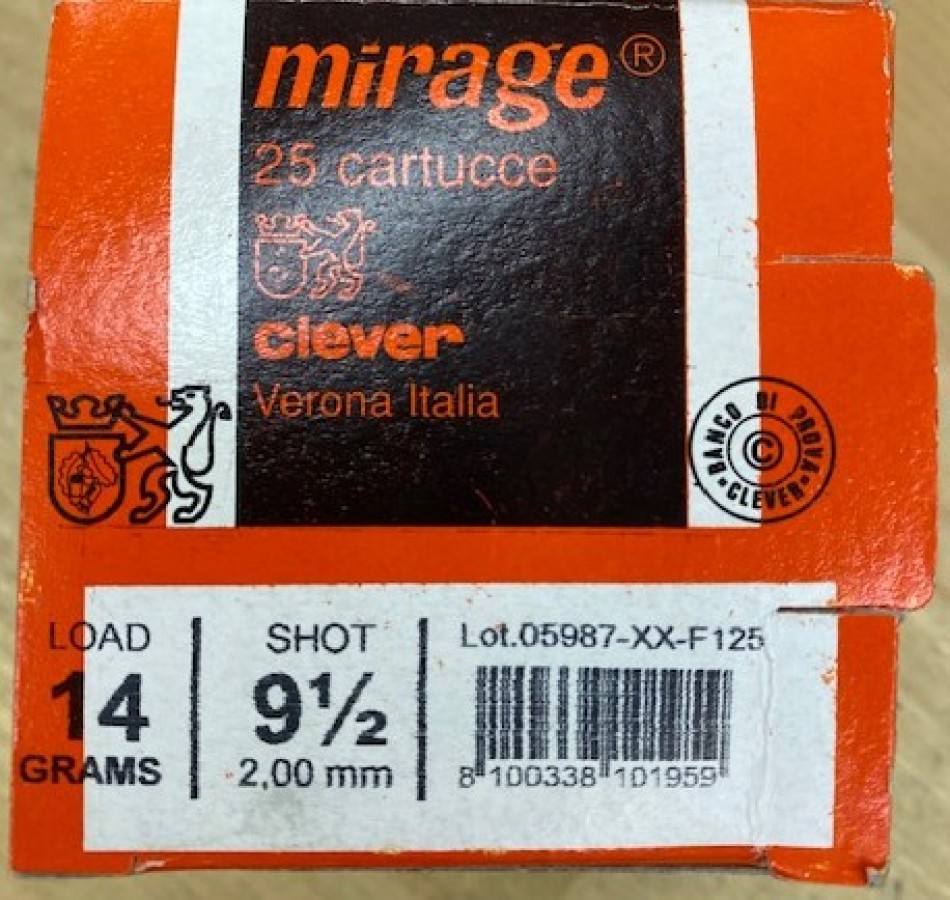 mirage®
25 cartucce
clever
Verona Italia
BANCO DI PROVA
©
CLEVER
LOAD
14
GRAMS
SHOT
9½
2,00 mm
Lot.05987-XX-F125
8 100338 101959